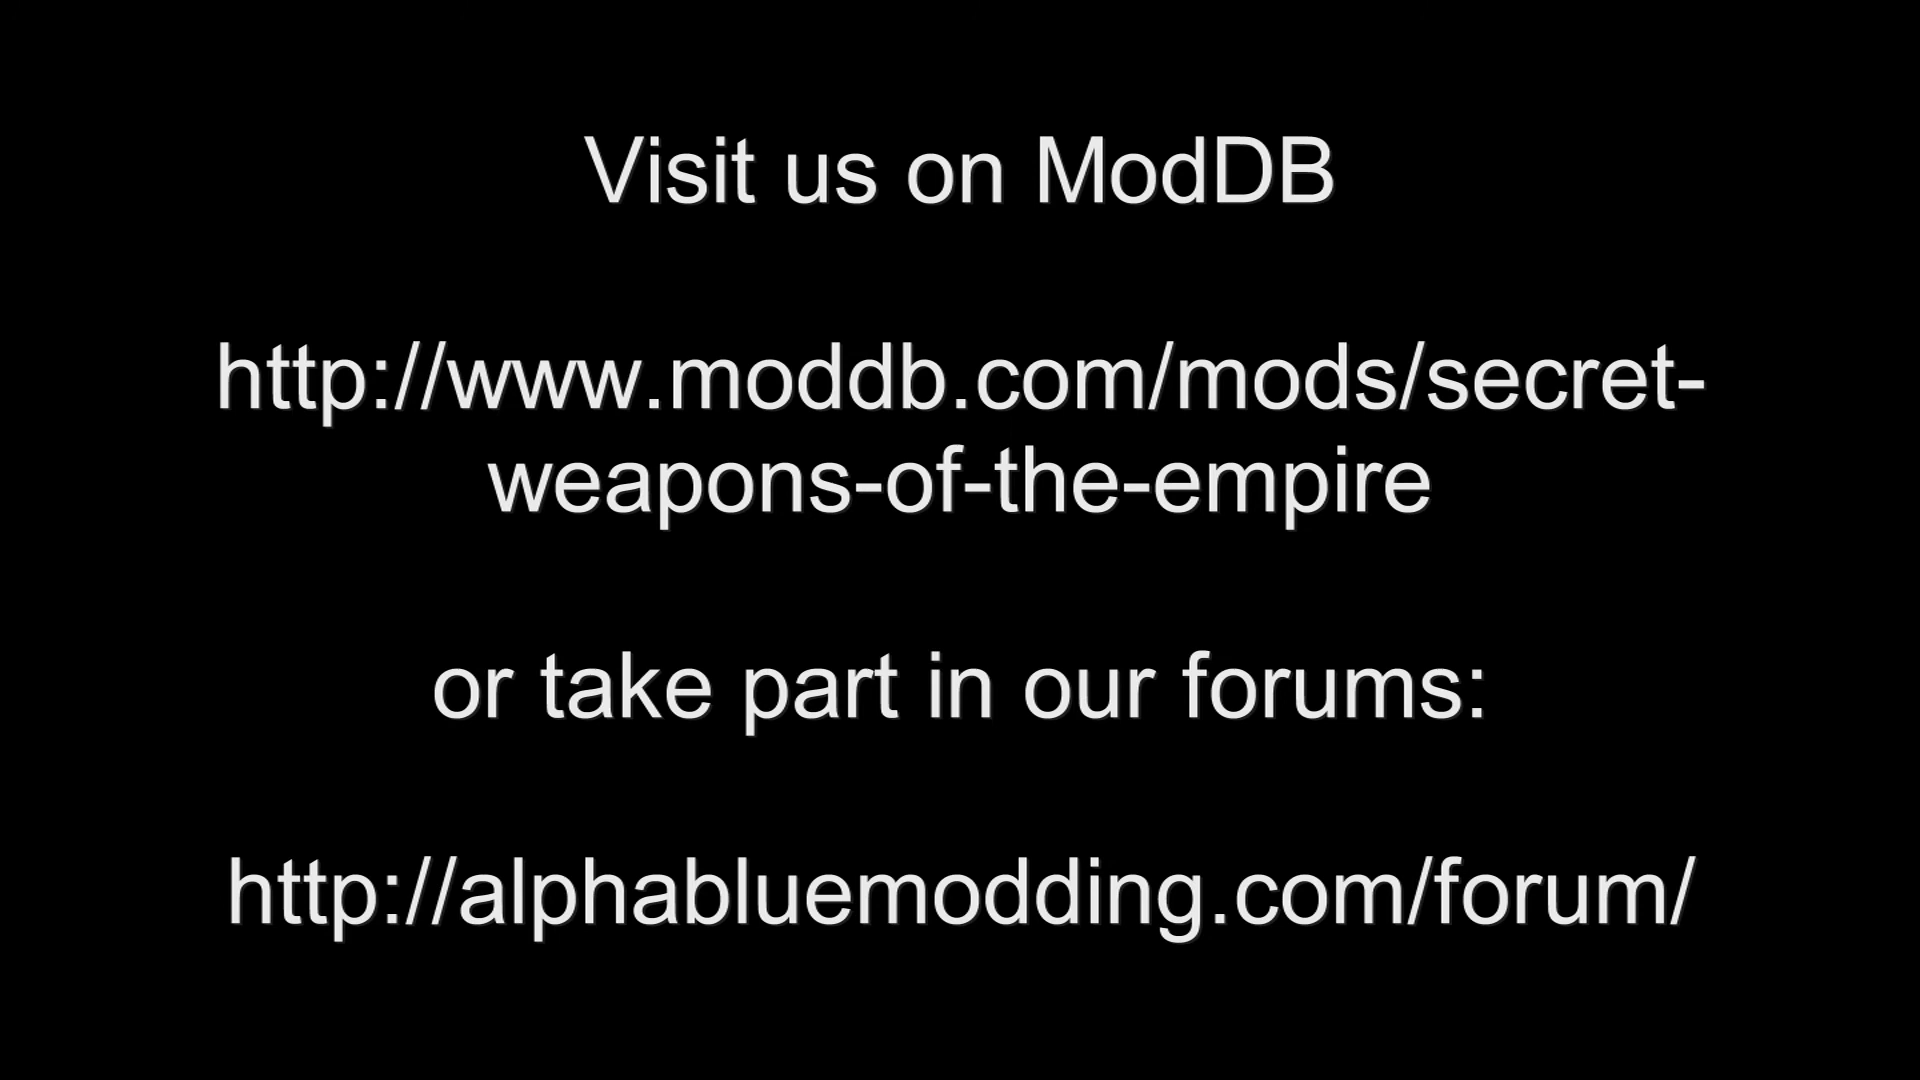 Visit us on ModDB
http://www.moddb.com/mods/secret-
weapons-of-the-empire
or take part in our forums:
http://alphabluemodding.com/forum/